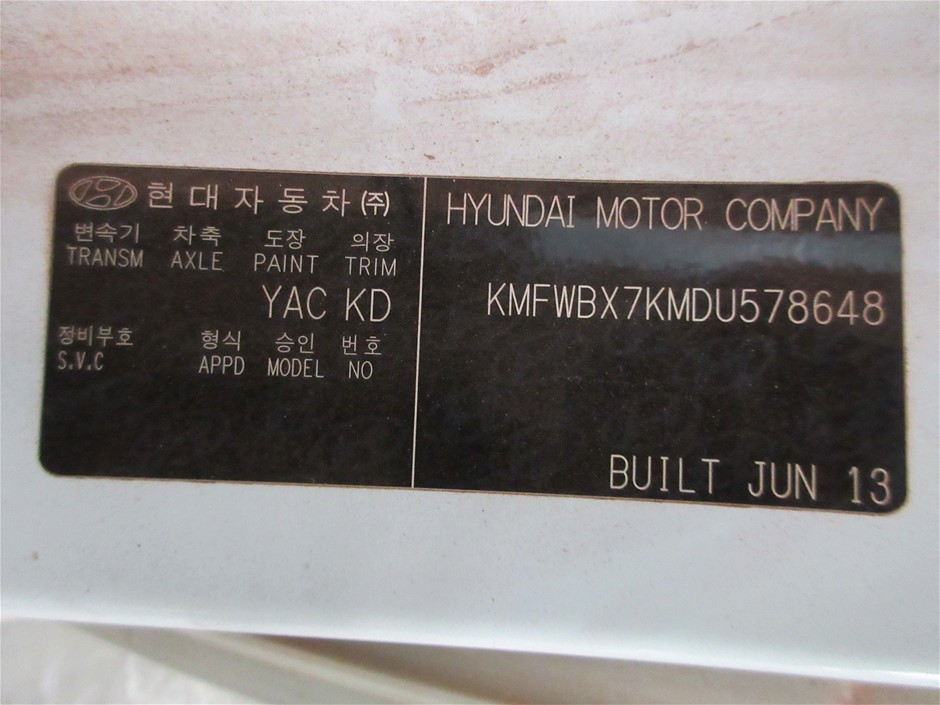 현대자동차㈜
변속기 차축 도장 의장
TRANSM AXLE PAINT TRIM
YAC KD
정비부호 형식 승인 번호
S.V.C APPD MODEL NO
HYUNDAI MOTOR COMPANY
KMFWBX7KMDU578648
BUILT JUN 13